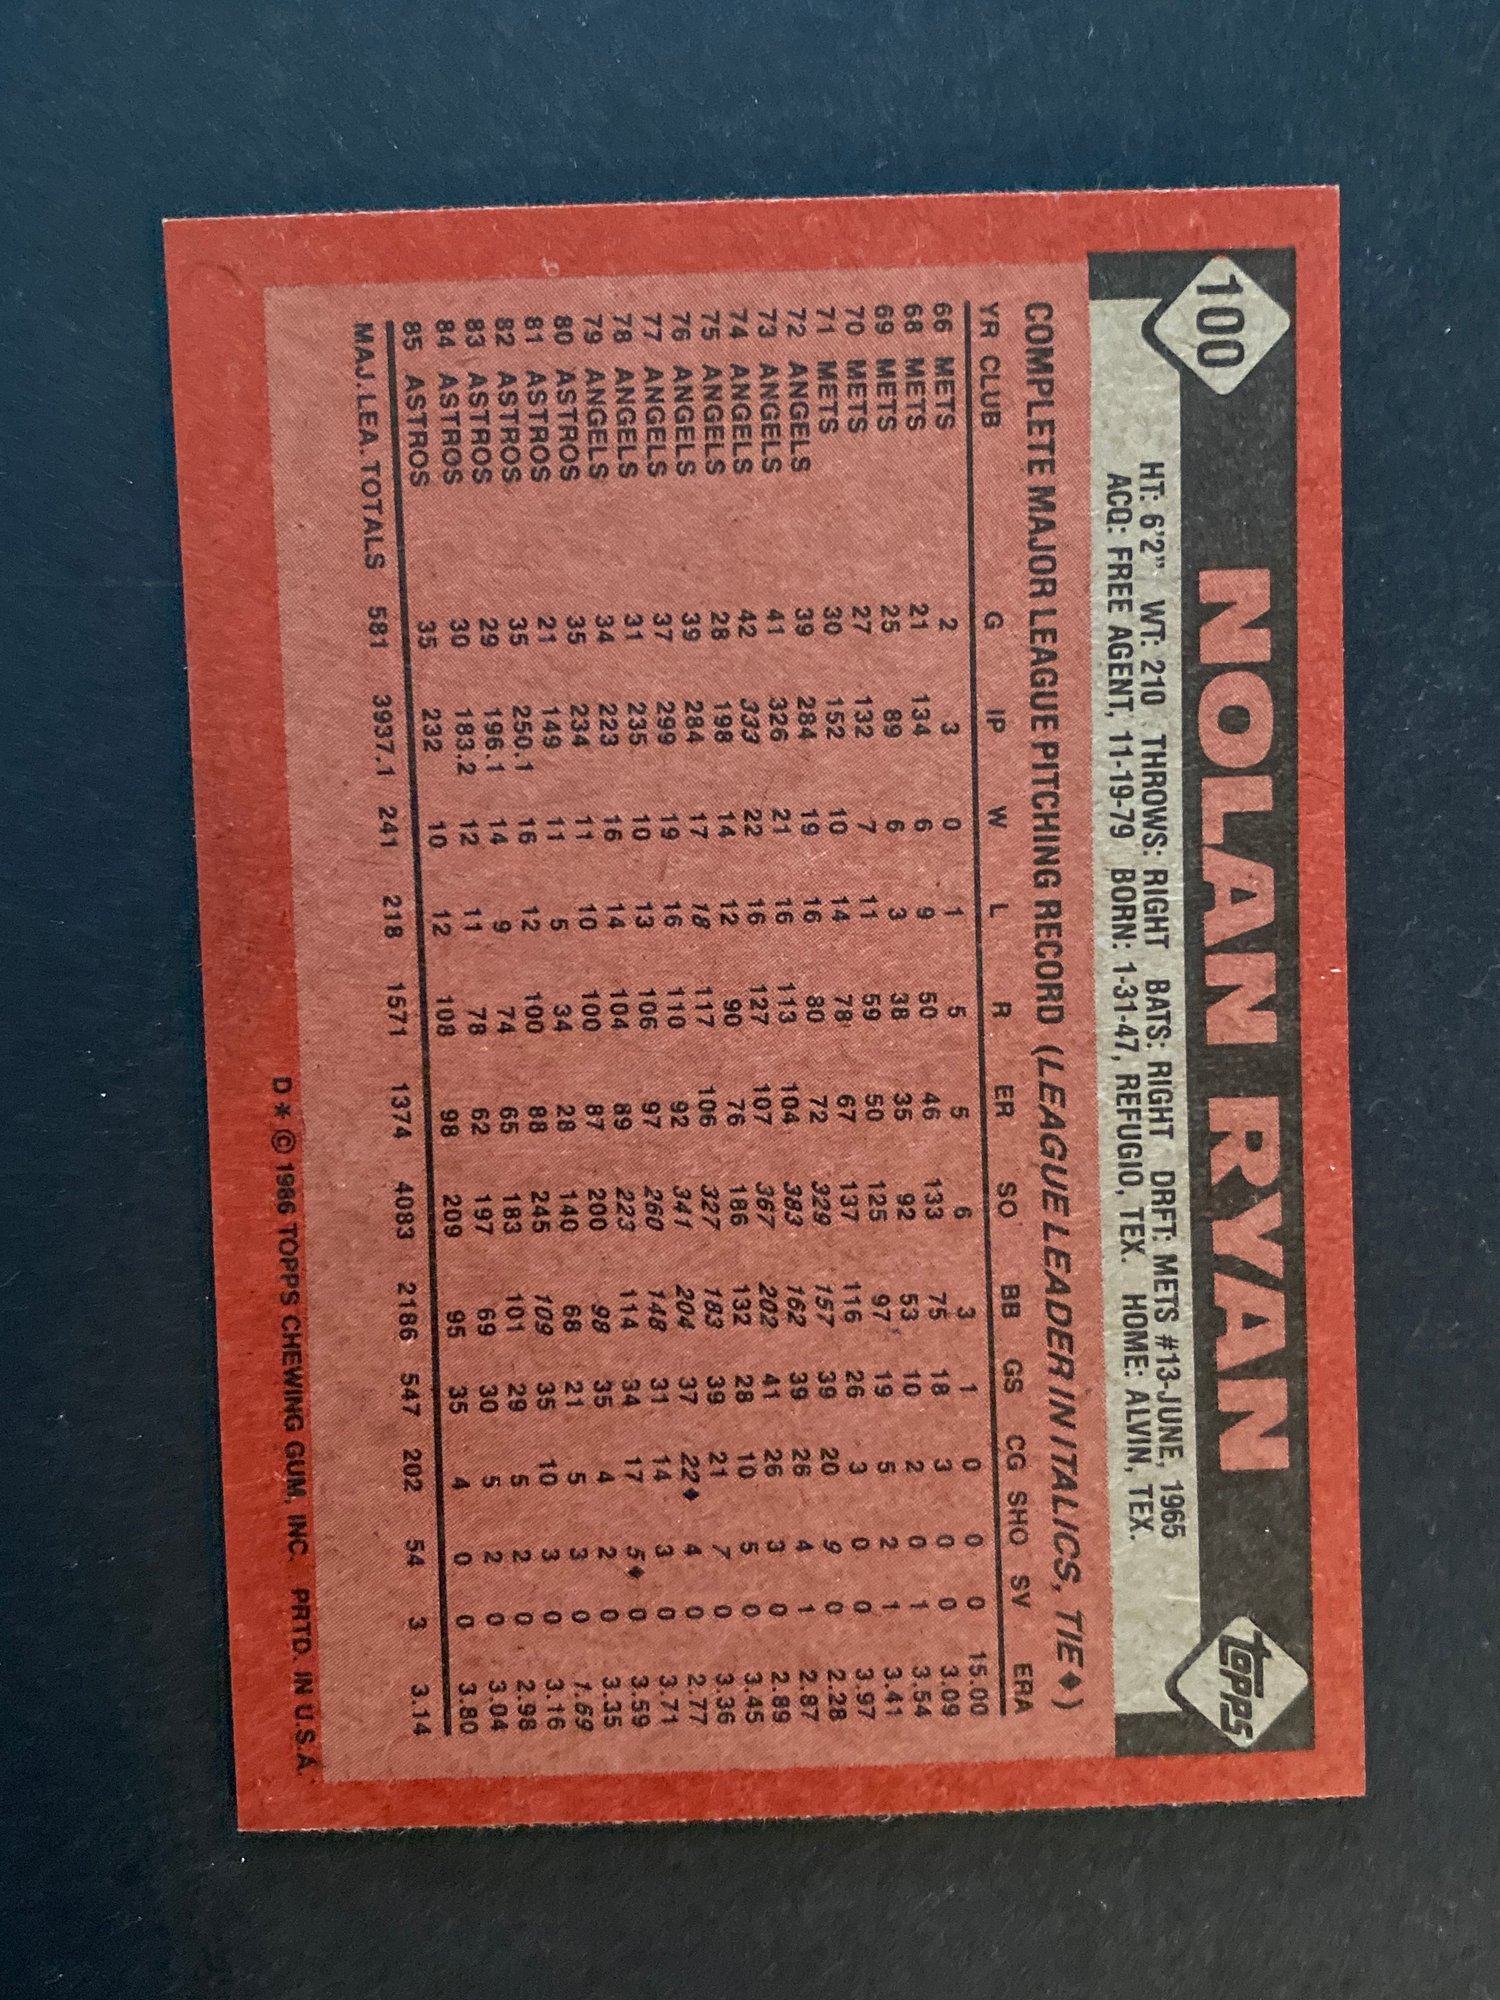 100 NOLAN RYAN topps
HT: 6'2" WT: 210 THROWS: RIGHT BATS: RIGHT DRFT: METS #13-JUNE, 1965
ACQ: FREE AGENT, 11-19-79 BORN: 1-31-47, REFUGIO, TEX. HOME: ALVIN, TEX.
COMPLETE MAJOR LEAGUE PITCHING RECORD (LEAGUE LEADER IN ITALICS, TIE♦)
YR CLUB G IP W L R ER SO BB GS CG SHO SV ERA
66 METS 2 3 0 1 5 5 6 3 1 0 0 0 15.00
68 METS 21 134 6 9 50 46 133 75 18 3 0 0 3.09
69 METS 25 89 6 3 38 35 92 53 10 2 0 1 3.54
70 METS 27 132 7 11 59 50 125 97 19 5 2 1 3.41
71 METS 30 152 10 14 78 67 137 116 26 3 0 0 3.97
72 ANGELS 39 284 19 16 80 72 329 157 39 20 9 0 2.28
73 ANGELS 41 326 21 16 113 104 383 162 39 26 4 1 2.87
74 ANGELS 42 333 22 16 127 107 367 202 41 26 3 0 2.89
75 ANGELS 28 198 14 12 90 76 186 132 28 10 5 0 3.45
76 ANGELS 39 284 17 18 117 106 327 183 39 21 7 0 3.36
77 ANGELS 37 299 19 16 110 92 341 204 37 22♦ 4 0 2.77
78 ANGELS 31 235 10 13 106 97 260 148 31 14 3 0 3.71
79 ANGELS 34 223 16 14 104 89 223 114 34 17 5♦ 0 3.59
80 ASTROS 35 234 11 10 100 87 200 98 35 4 2 0 3.35
81 ASTROS 21 149 11 5 34 28 140 68 21 5 3 0 1.69
82 ASTROS 35 250.1 16 12 100 88 245 109 35 10 3 0 3.16
83 ASTROS 29 196.1 14 9 74 65 183 101 29 5 2 0 2.98
84 ASTROS 30 183.2 12 11 78 62 197 69 30 5 2 0 3.04
85 ASTROS 35 232 10 12 108 98 209 95 35 4 0 0 3.80
MAJ. LEA. TOTALS 581 3937.1 241 218 1571 1374 4083 2186 547 202 54 3 3.14
D * © 1986 TOPPS CHEWING GUM, INC. PRTD. IN U.S.A.